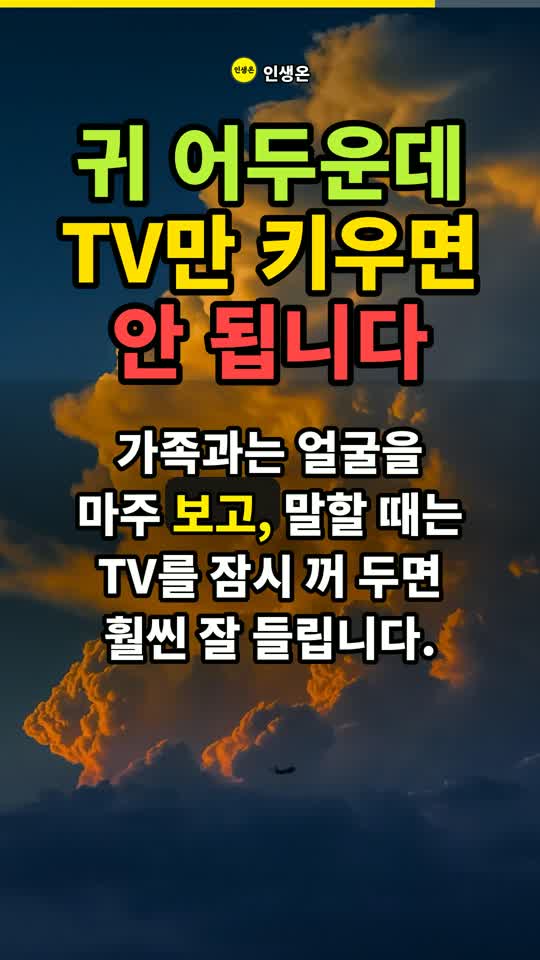 인생온 인생온
귀 어두운데
TV만 키우면
안 됩니다
가족과는 얼굴을
마주 보고, 말할 때는
TV를 잠시 꺼 두면
훨씬 잘 들립니다.